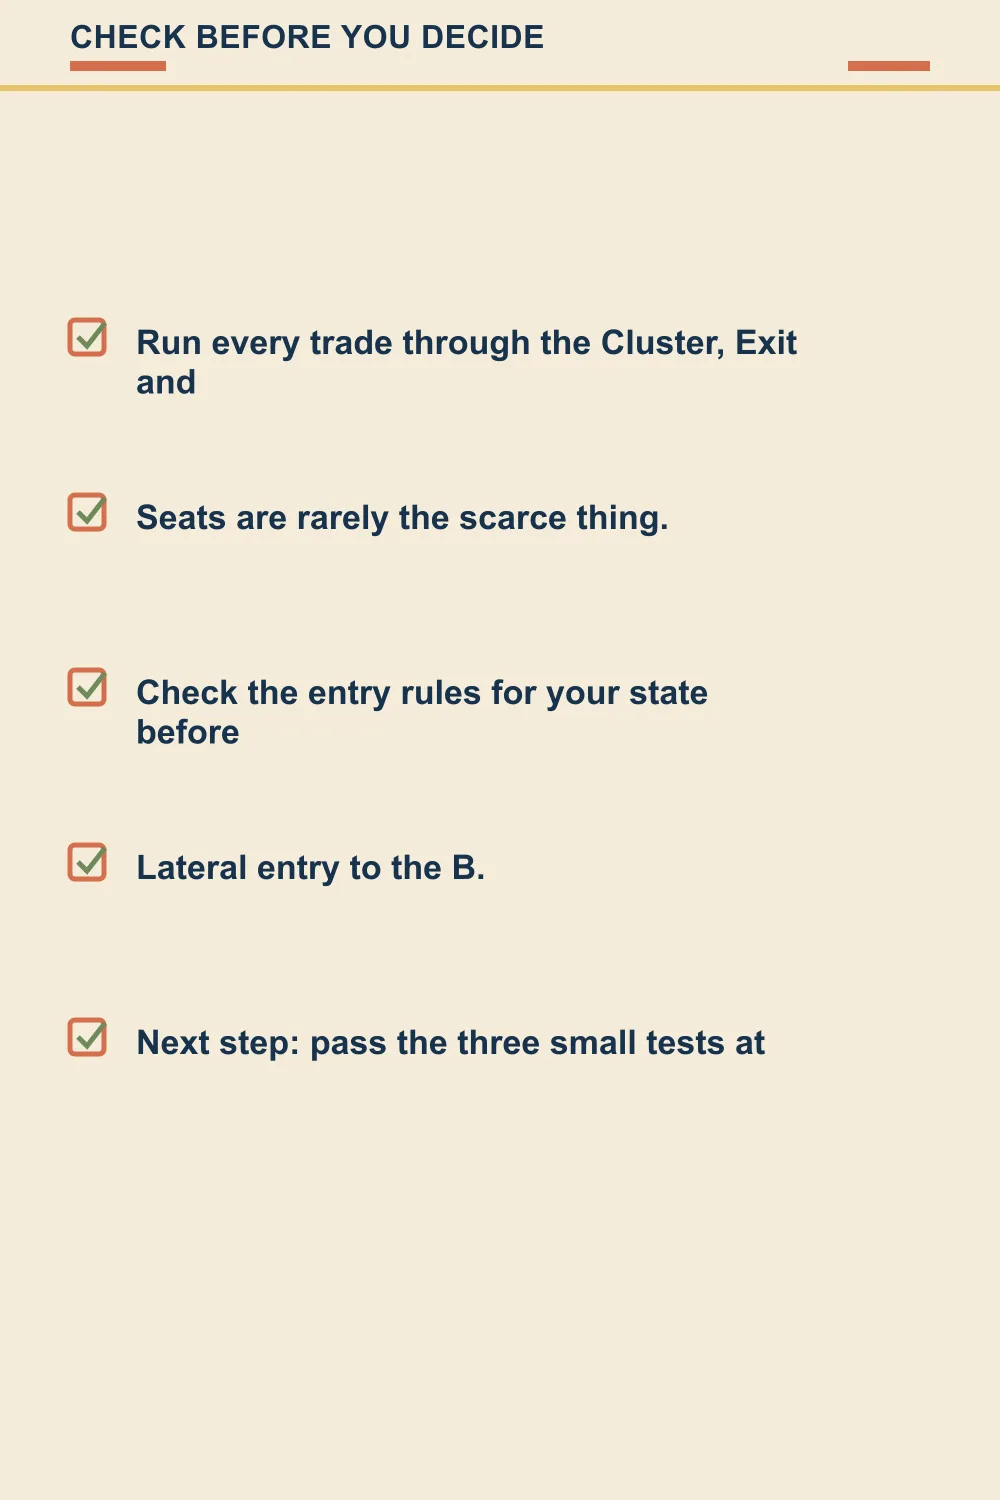 CHECK BEFORE YOU DECIDE
Run every trade through the Cluster, Exit
and
Seats are rarely the scarce thing.
Check the entry rules for your state
before
Lateral entry to the B.
Next step: pass the three small tests at